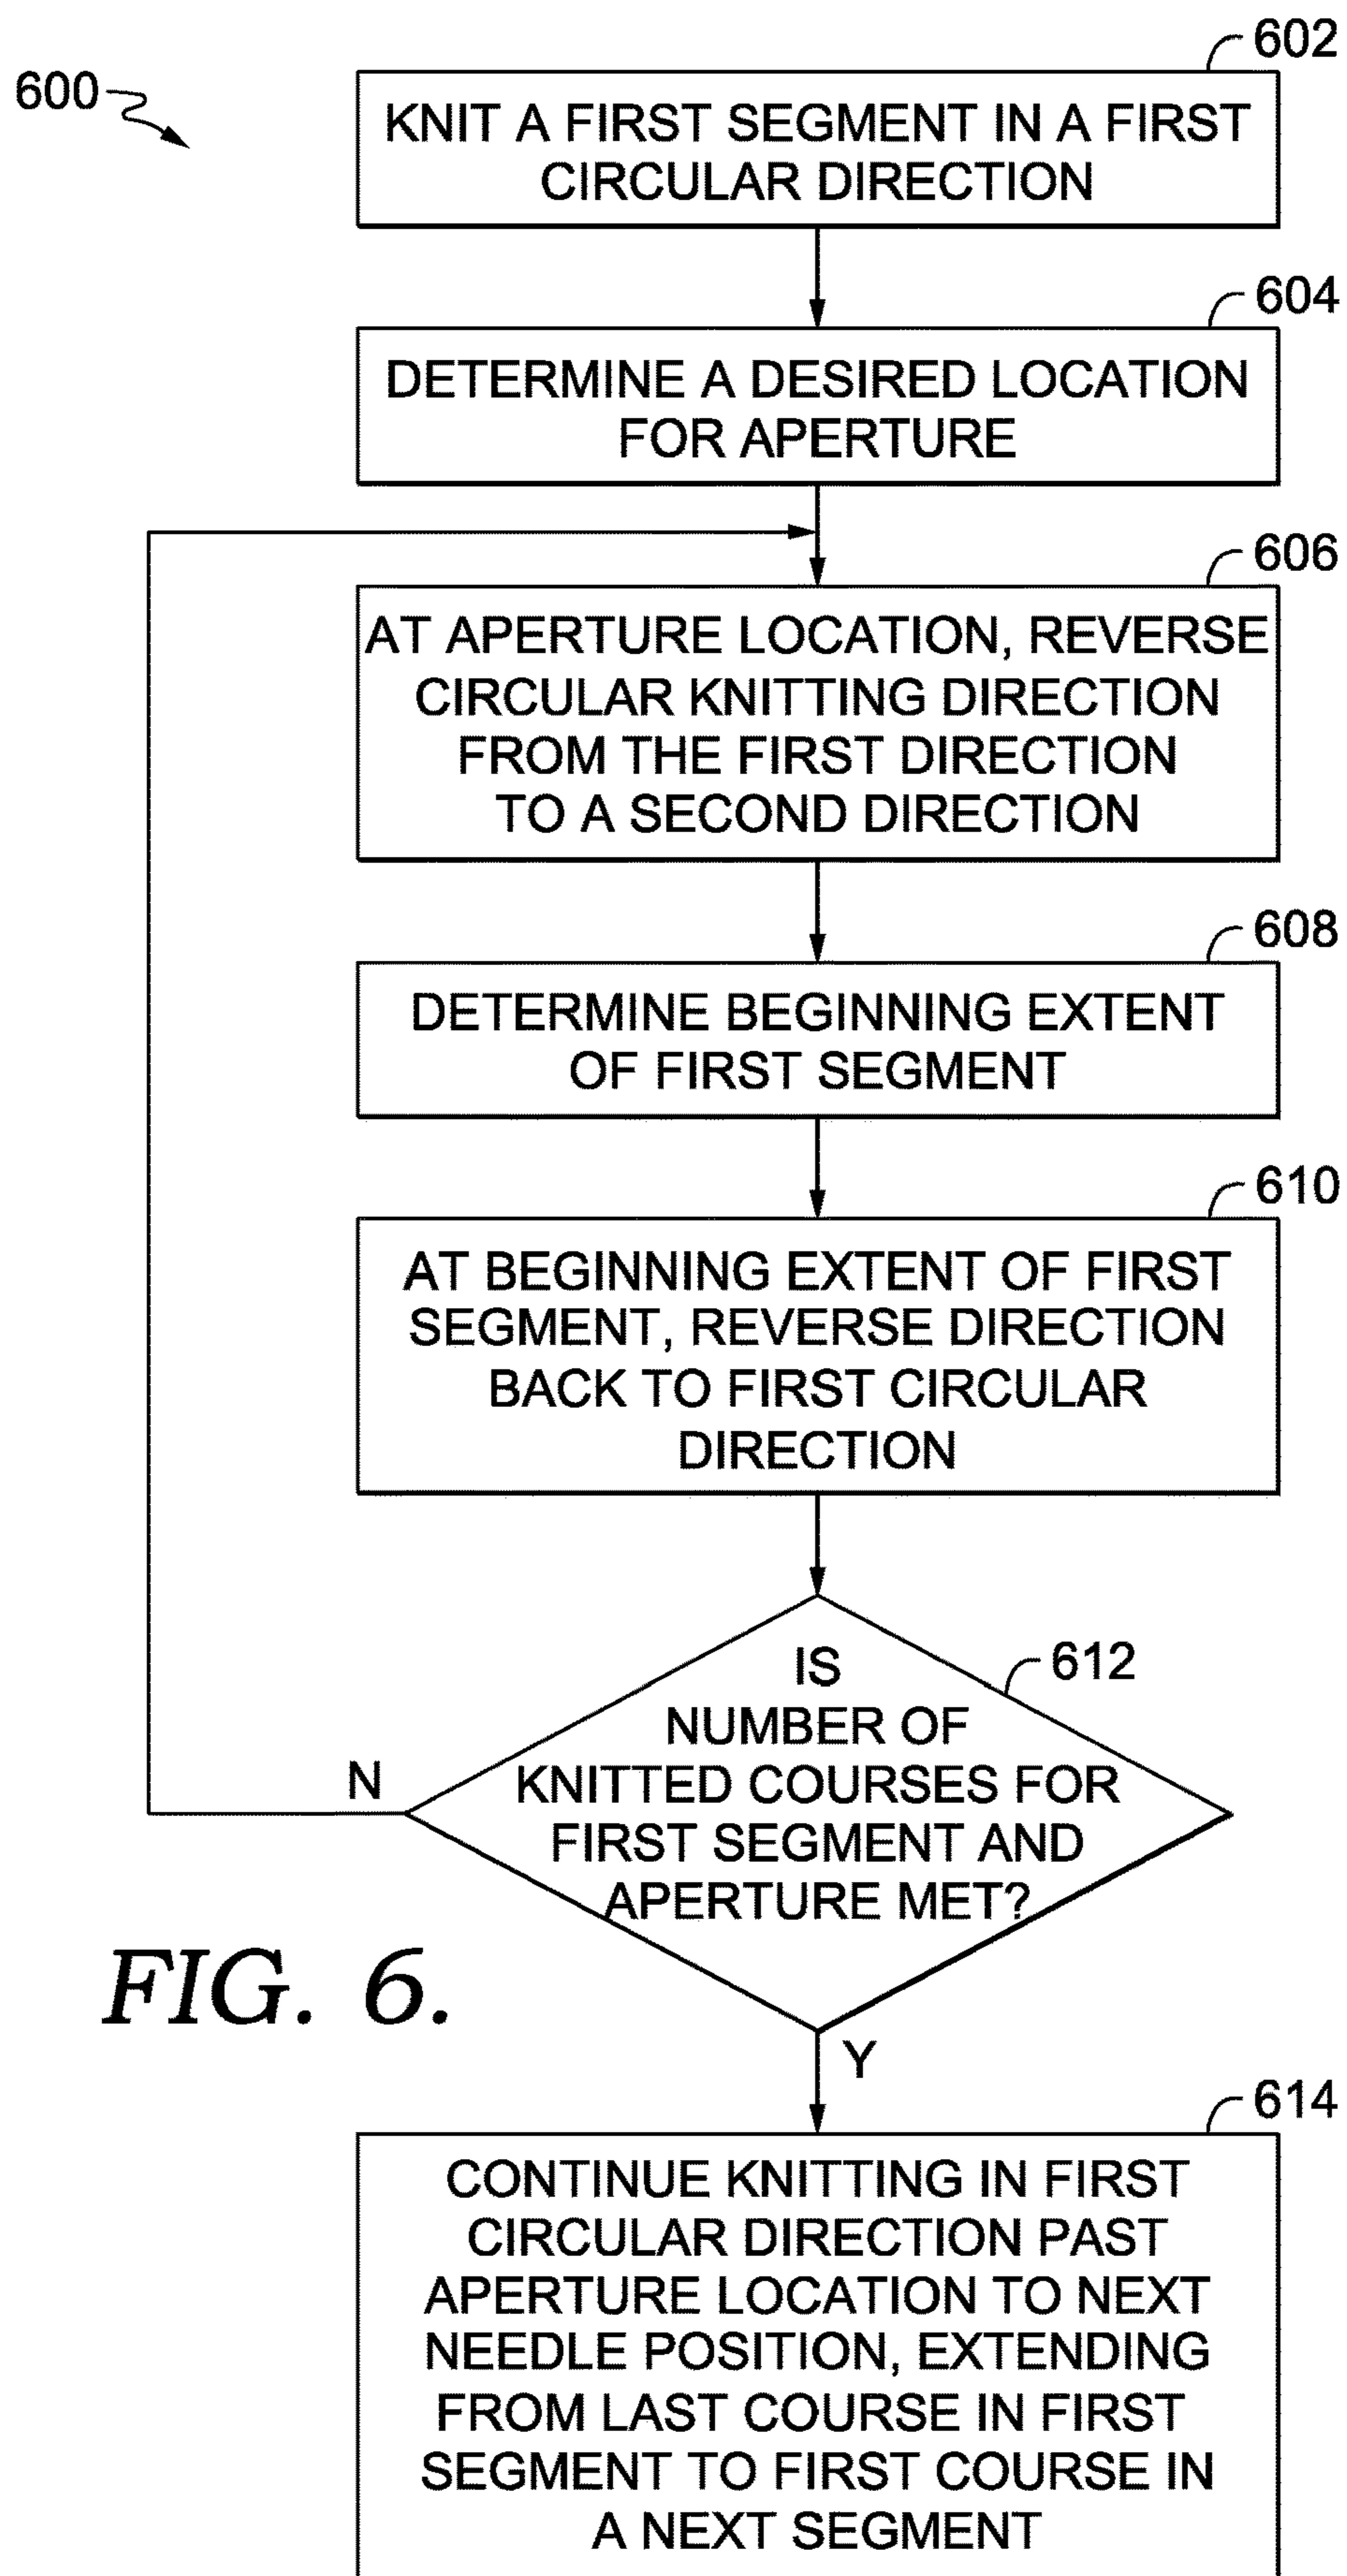 602
600
KNIT A FIRST SEGMENT IN A FIRST
CIRCULAR DIRECTION
604
DETERMINE A DESIRED LOCATION
FOR APERTURE
606
AT APERTURE LOCATION, REVERSE
CIRCULAR KNITTING DIRECTION
FROM THE FIRST DIRECTION
TO A SECOND DIRECTION
608
DETERMINE BEGINNING EXTENT
OF FIRST SEGMENT
610
AT BEGINNING EXTENT OF FIRST
SEGMENT, REVERSE DIRECTION
BACK TO FIRST CIRCULAR
DIRECTION
612
IS
NUMBER OF
KNITTED COURSES FOR
FIRST SEGMENT AND
APERTURE MET?
N
FIG. 6.
Y
614
CONTINUE KNITTING IN FIRST
CIRCULAR DIRECTION PAST
APERTURE LOCATION TO NEXT
NEEDLE POSITION, EXTENDING
FROM LAST COURSE IN FIRST
SEGMENT TO FIRST COURSE IN
A NEXT SEGMENT